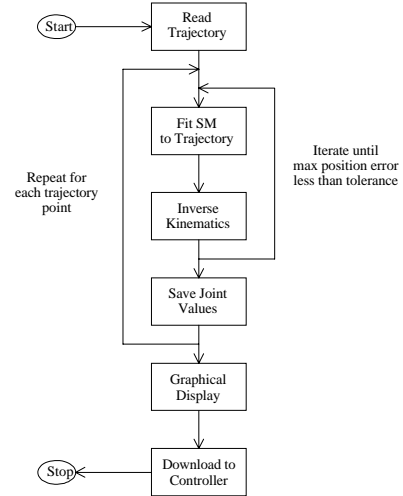 Read
Trajectory
Start
Fit SM
to Trajectory
Iterate until
max position error
less than tolerance
Repeat for
each trajectory
point
Inverse
Kinematics
Save Joint
Values
Graphical
Display
Stop
Download to
Controller